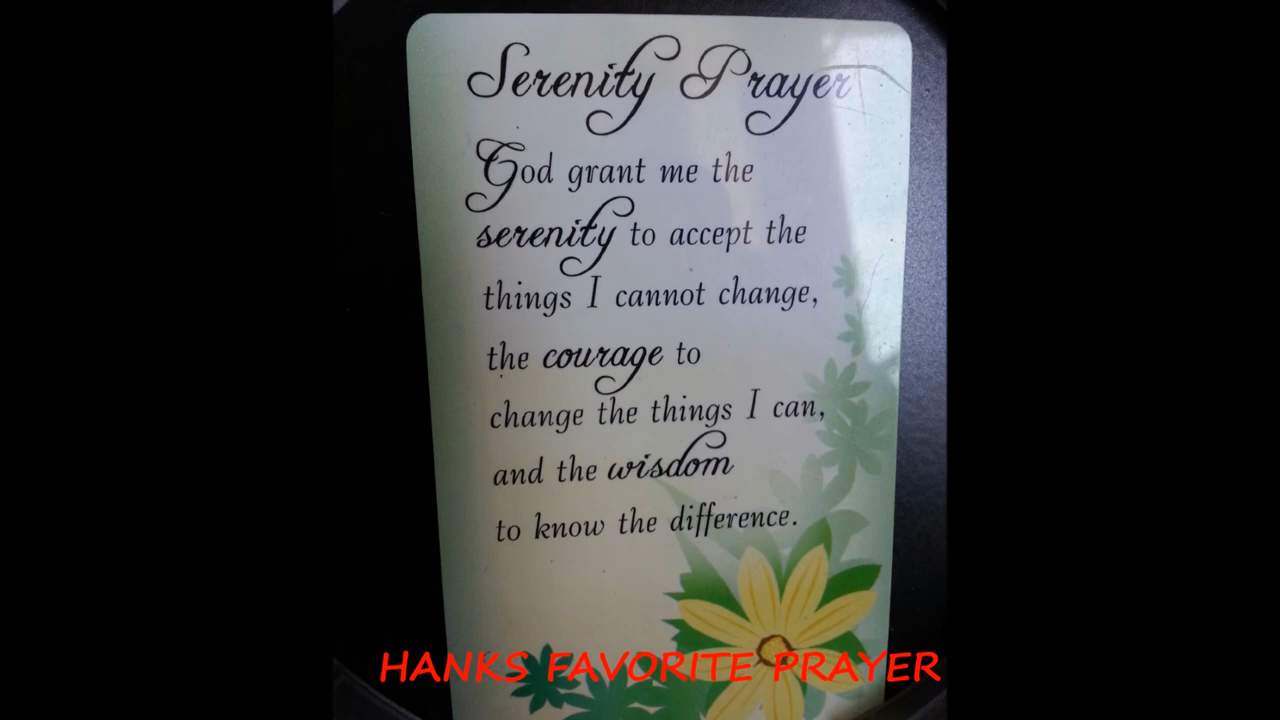 Serenity Prayer
God grant me the
serenity to accept the
things I cannot change,
the courage to
change the things I can,
and the wisdom
to know the difference.
HANKS FAVORITE PRAYER